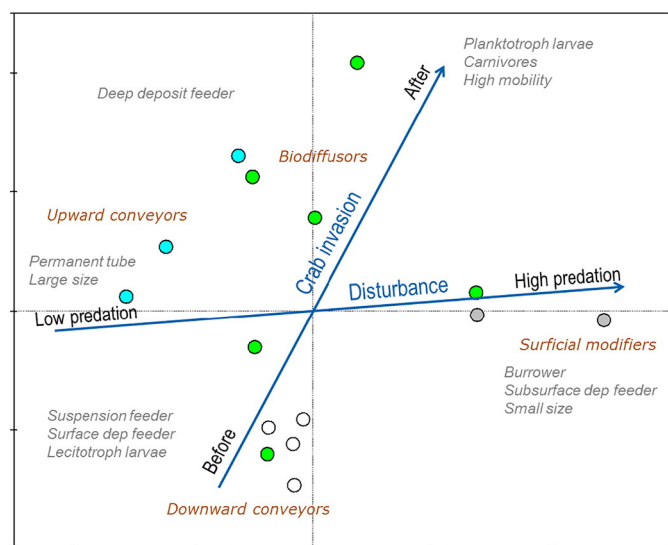 Planktotroph larvae
Carnivores
High mobility
After
Deep deposit feeder
Biodiffusors
Upward conveyors
Crab invasion
Permanent tube
Large size
High predation
Disturbance
Low predation
Surficial modifiers
Burrower
Subsurface dep feeder
Small size
Suspension feeder
Surface dep feeder
Lecitotroph larvae
Before
Downward conveyors